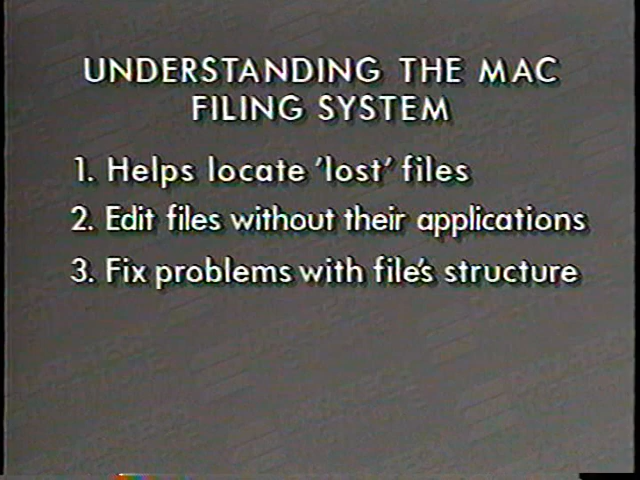 UNDERSTANDING THE MAC
FILING SYSTEM
1. Helps locate 'lost' files
2. Edit files without their applications
3. Fix problems with file's structure